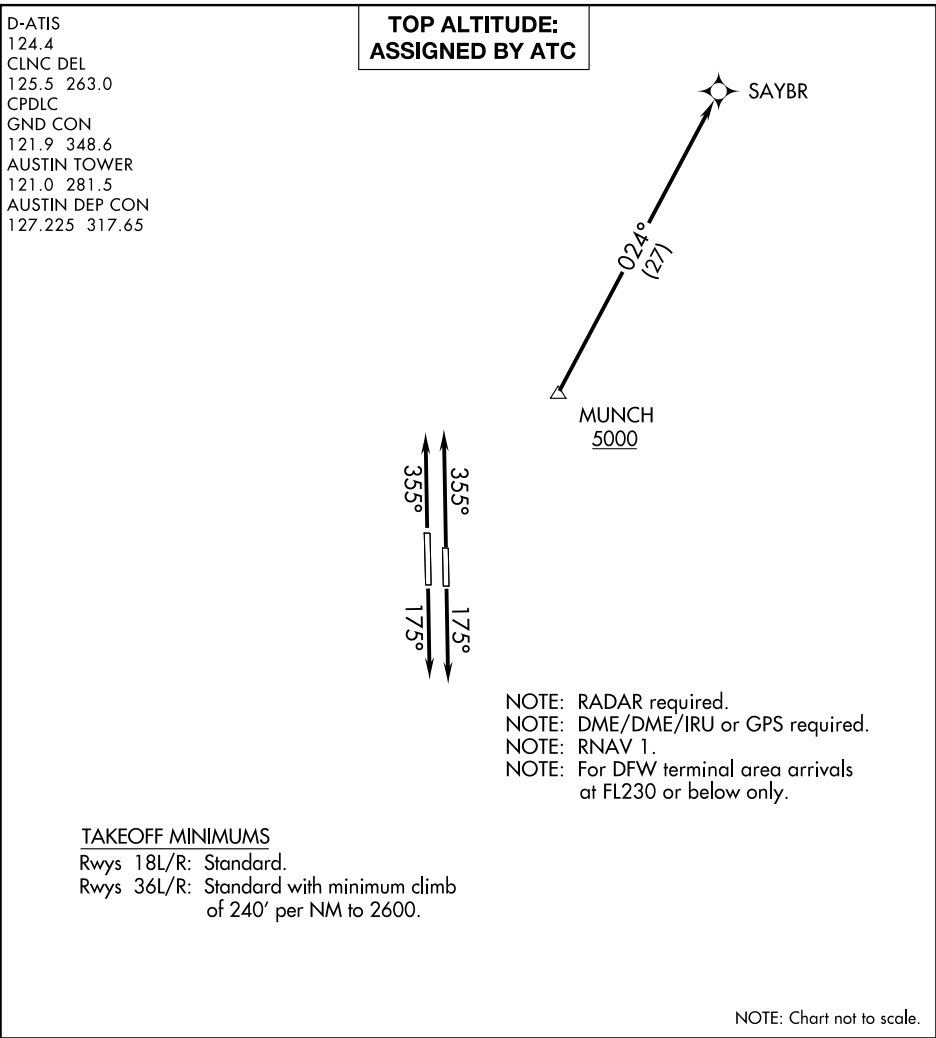 D-ATIS
124.4
CLNC DEL
125.5 263.0
CPDLC
GND CON
121.9 348.6
AUSTIN TOWER
121.0 281.5
AUSTIN DEP CON
127.225 317.65
TOP ALTITUDE:
ASSIGNED BY ATC
SAYBR
024°
(27)
MUNCH
5000
355°
355°
175°
175°
NOTE: RADAR required.
NOTE: DME/DME/IRU or GPS required.
NOTE: RNAV 1.
NOTE: For DFW terminal area arrivals
at FL230 or below only.
TAKEOFF MINIMUMS
Rwys 18L/R: Standard.
Rwys 36L/R: Standard with minimum climb
of 240' per NM to 2600.
NOTE: Chart not to scale.